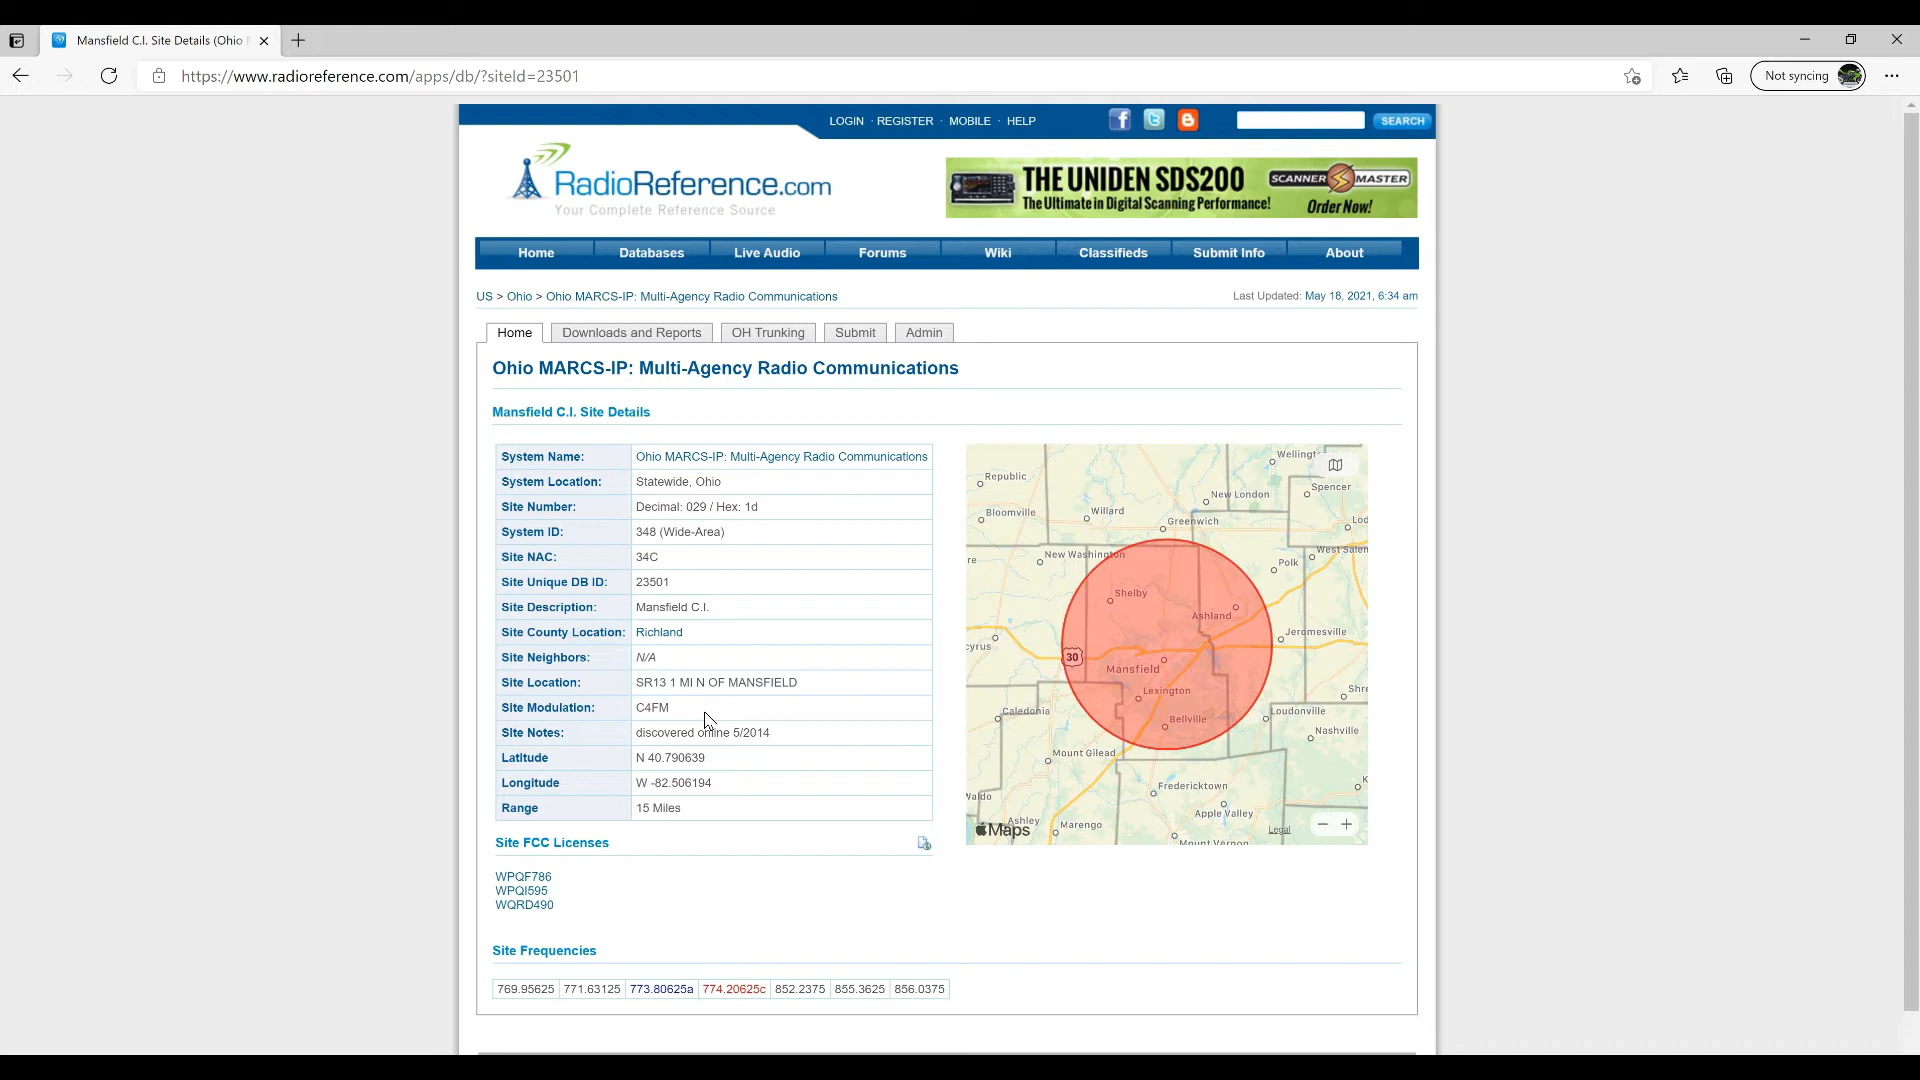 Mansfield C.I. Site Details (Ohio
https://www.radioreference.com/apps/db/?siteId=23501
Not syncing
LOGIN · REGISTER · MOBILE · HELP
SEARCH
RadioReference.com
Your Complete Reference Source
THE UNIDEN SDS200
The Ultimate in Digital Scanning Performance!
SCANNER MASTER
Order Now!
Home Databases Live Audio Forums Wiki Classifieds Submit Info About
US > Ohio > Ohio MARCS-IP: Multi-Agency Radio Communications
Last Updated: May 18, 2021, 6:34 am
Home Downloads and Reports OH Trunking Submit Admin
Ohio MARCS-IP: Multi-Agency Radio Communications
Mansfield C.I. Site Details
System Name: Ohio MARCS-IP: Multi-Agency Radio Communications
System Location: Statewide, Ohio
Site Number: Decimal: 029 / Hex: 1d
System ID: 348 (Wide-Area)
Site NAC: 34C
Site Unique DB ID: 23501
Site Description: Mansfield C.I.
Site County Location: Richland
Site Neighbors: N/A
Site Location: SR13 1 MI N OF MANSFIELD
Site Modulation: C4FM
Site Notes: discovered online 5/2014
Latitude N 40.790639
Longitude W -82.506194
Range 15 Miles
Wellingt
Republic
Spencer
New London
Bloomville
Willard
Greenwich
Lod
New Washington
West Salem
re
Polk
Shelby
Ashland
Jeromesville
cyrus
30
Mansfield
Lexington
Shre
Caledonia
Bellville
Loudonville
Nashville
Mount Gilead
Fredericktown
Waldo
Apple Valley
K
Ashley
Marengo
Maps
Legal
Mount Vernon
Site FCC Licenses
WPQF786
WPQI595
WQRD490
Site Frequencies
769.95625 771.63125 773.80625a 774.20625c 852.2375 855.3625 856.0375